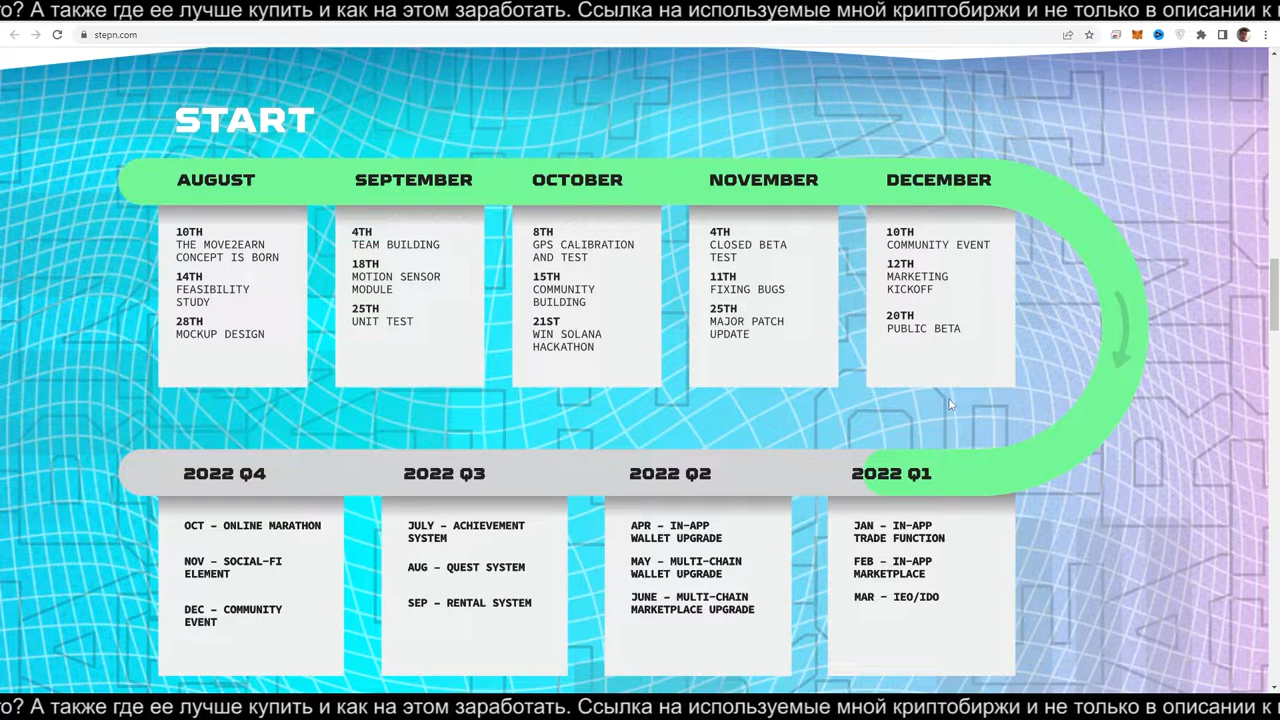 то? А также где ее лучше купить и как на этом заработать. Ссылка на используемые мной криптобиржи и не только в описании к
stepn.com
START
AUGUST
SEPTEMBER
OCTOBER
NOVEMBER
DECEMBER
10TH
THE MOVE2EARN
CONCEPT IS BORN
14TH
FEASIBILITY
STUDY
28TH
MOCKUP DESIGN
4TH
TEAM BUILDING
18TH
MOTION SENSOR
MODULE
25TH
UNIT TEST
8TH
GPS CALIBRATION
AND TEST
15TH
COMMUNITY
BUILDING
21ST
WIN SOLANA
HACKATHON
4TH
CLOSED BETA
TEST
11TH
FIXING BUGS
25TH
MAJOR PATCH
UPDATE
10TH
COMMUNITY EVENT
12TH
MARKETING
KICKOFF
20TH
PUBLIC BETA
2022 Q4
2022 Q3
2022 Q2
2022 Q1
OCT – ONLINE MARATHON
NOV – SOCIAL-FI
ELEMENT
DEC – COMMUNITY
EVENT
JULY – ACHIEVEMENT
SYSTEM
AUG – QUEST SYSTEM
SEP – RENTAL SYSTEM
APR – IN-APP
WALLET UPGRADE
MAY – MULTI-CHAIN
WALLET UPGRADE
JUNE – MULTI-CHAIN
MARKETPLACE UPGRADE
JAN – IN-APP
TRADE FUNCTION
FEB – IN-APP
MARKETPLACE
MAR – IEO/IDO
то? А также где ее лучше купить и как на этом заработать. Ссылка на используемые мной криптобиржи и не только в описании к